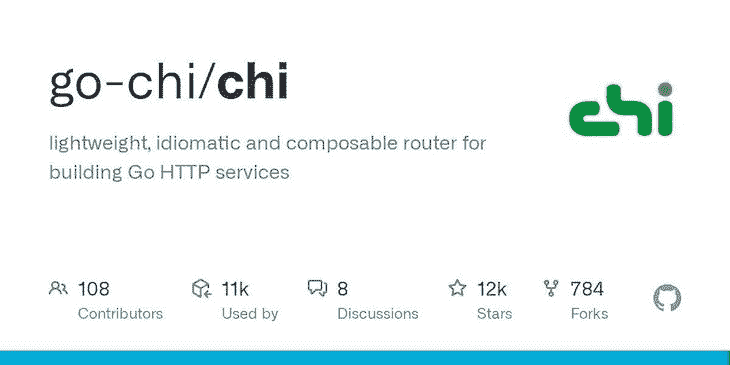 go-chi/chi
chi
lightweight, idiomatic and composable router for
building Go HTTP services
108
Contributors
11k
Used by
8
Discussions
12k
Stars
784
Forks